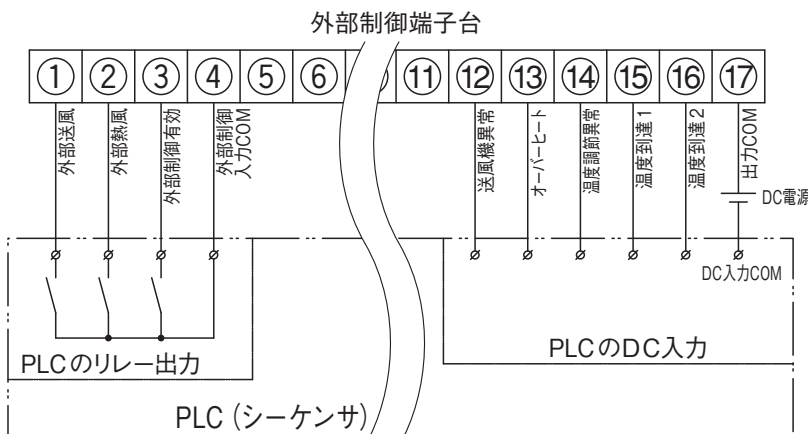 外部制御端子台
① ② ③ ④ ⑤ ⑥ ⑪ ⑫ ⑬ ⑭ ⑮ ⑯ ⑰
外部送風
外部熱風
外部制御有効
外部制御
入力COM
送風機異常
オーバーヒート
温度調節異常
温度到達1
温度到達2
出力COM
DC電源
DC入力COM
PLCのリレー出力
PLCのDC入力
PLC（シーケンサ）